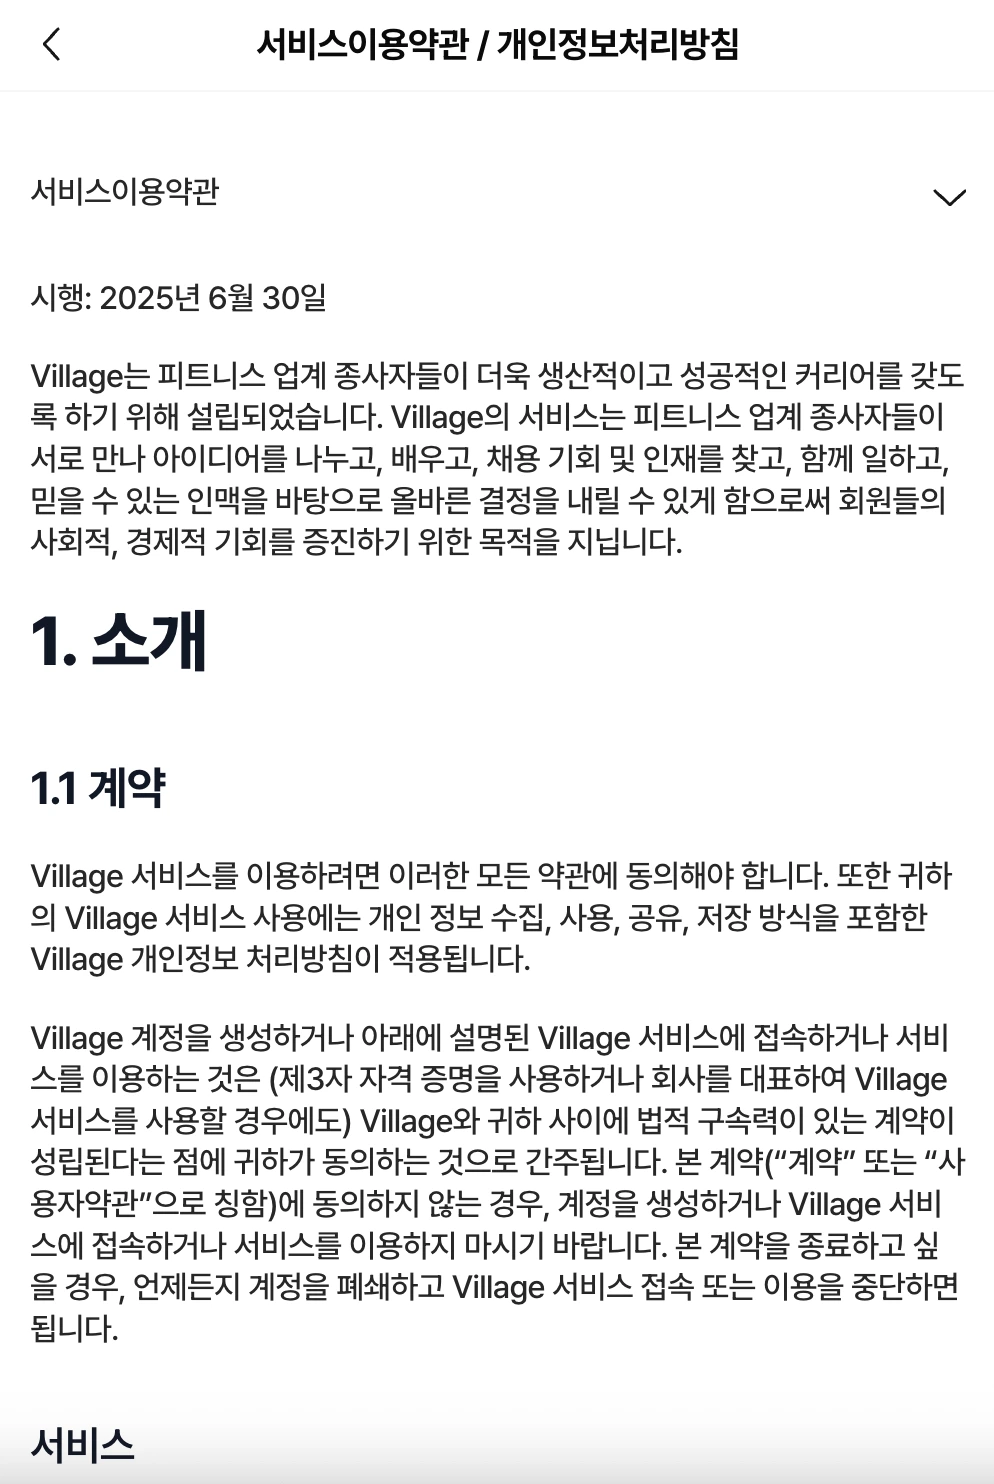 서비스이용약관 / 개인정보처리방침
서비스이용약관
시행: 2025년 6월 30일
Village는 피트니스 업계 종사자들이 더욱 생산적이고 성공적인 커리어를 갖도
록 하기 위해 설립되었습니다. Village의 서비스는 피트니스 업계 종사자들이
서로 만나 아이디어를 나누고, 배우고, 채용 기회 및 인재를 찾고, 함께 일하고,
믿을 수 있는 인맥을 바탕으로 올바른 결정을 내릴 수 있게 함으로써 회원들의
사회적, 경제적 기회를 증진하기 위한 목적을 지닙니다.
1. 소개
1.1 계약
Village 서비스를 이용하려면 이러한 모든 약관에 동의해야 합니다. 또한 귀하
의 Village 서비스 사용에는 개인 정보 수집, 사용, 공유, 저장 방식을 포함한
Village 개인정보 처리방침이 적용됩니다.
Village 계정을 생성하거나 아래에 설명된 Village 서비스에 접속하거나 서비
스를 이용하는 것은 (제3자 자격 증명을 사용하거나 회사를 대표하여 Village
서비스를 사용할 경우에도) Village와 귀하 사이에 법적 구속력이 있는 계약이
성립된다는 점에 귀하가 동의하는 것으로 간주됩니다. 본 계약(“계약” 또는 “사
용자약관”으로 칭함)에 동의하지 않는 경우, 계정을 생성하거나 Village 서비
스에 접속하거나 서비스를 이용하지 마시기 바랍니다. 본 계약을 종료하고 싶
을 경우, 언제든지 계정을 폐쇄하고 Village 서비스 접속 또는 이용을 중단하면
됩니다.
서비스